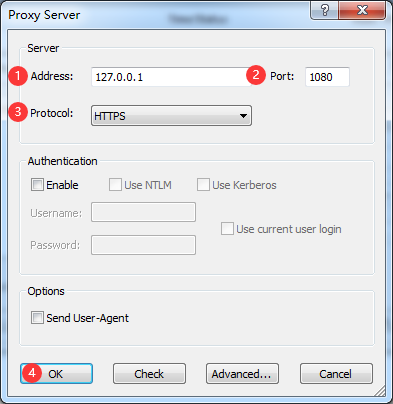 Proxy Server
Server
1 Address: 127.0.0.1 2 Port: 1080
3 Protocol: HTTPS
Authentication
Enable Use NTLM Use Kerberos
Username:
Use current user login
Password:
Options
Send User-Agent
4 OK Check Advanced... Cancel